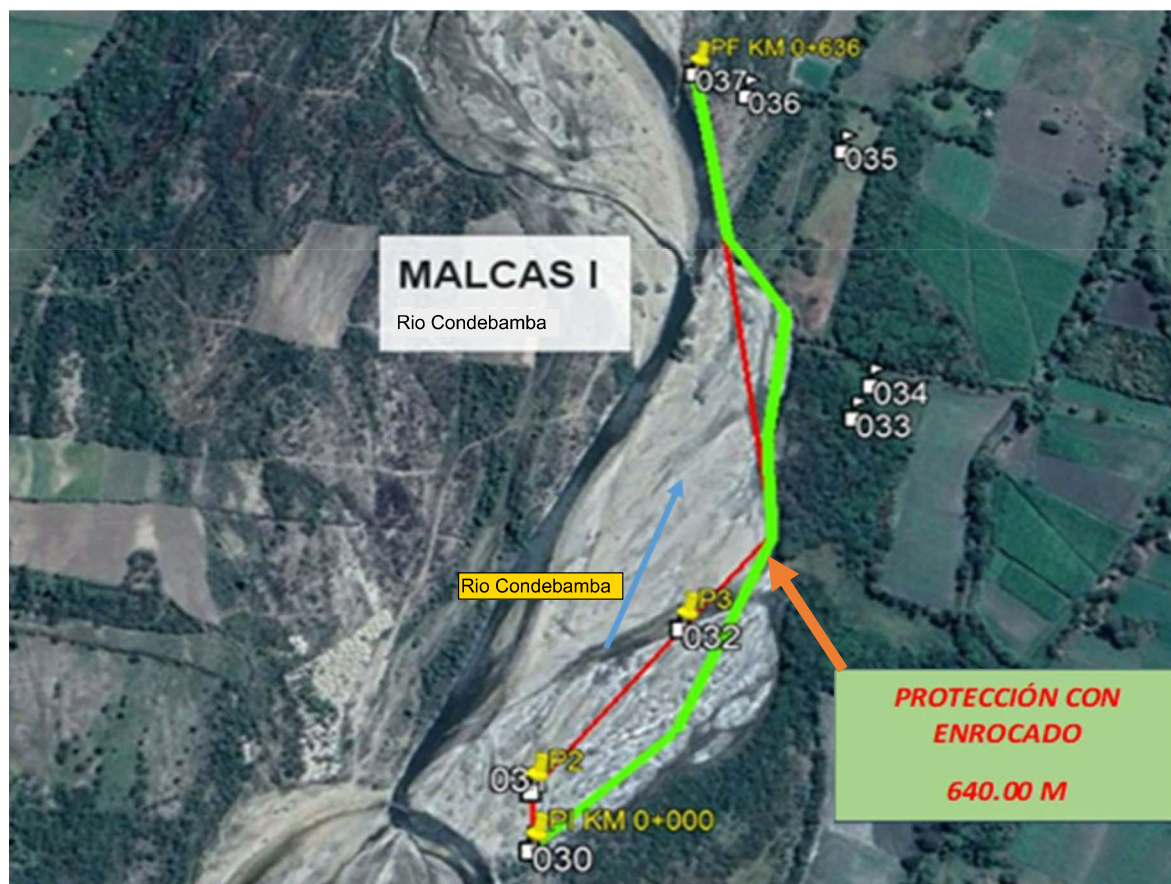 PF KM 0+636
037
036
035
MALCAS I
Rio Condebamba
034
033
Rio Condebamba
P3
032
PROTECCIÓN CON
ENROCADO
640.00 M
P2
03
PI KM 0+000
030